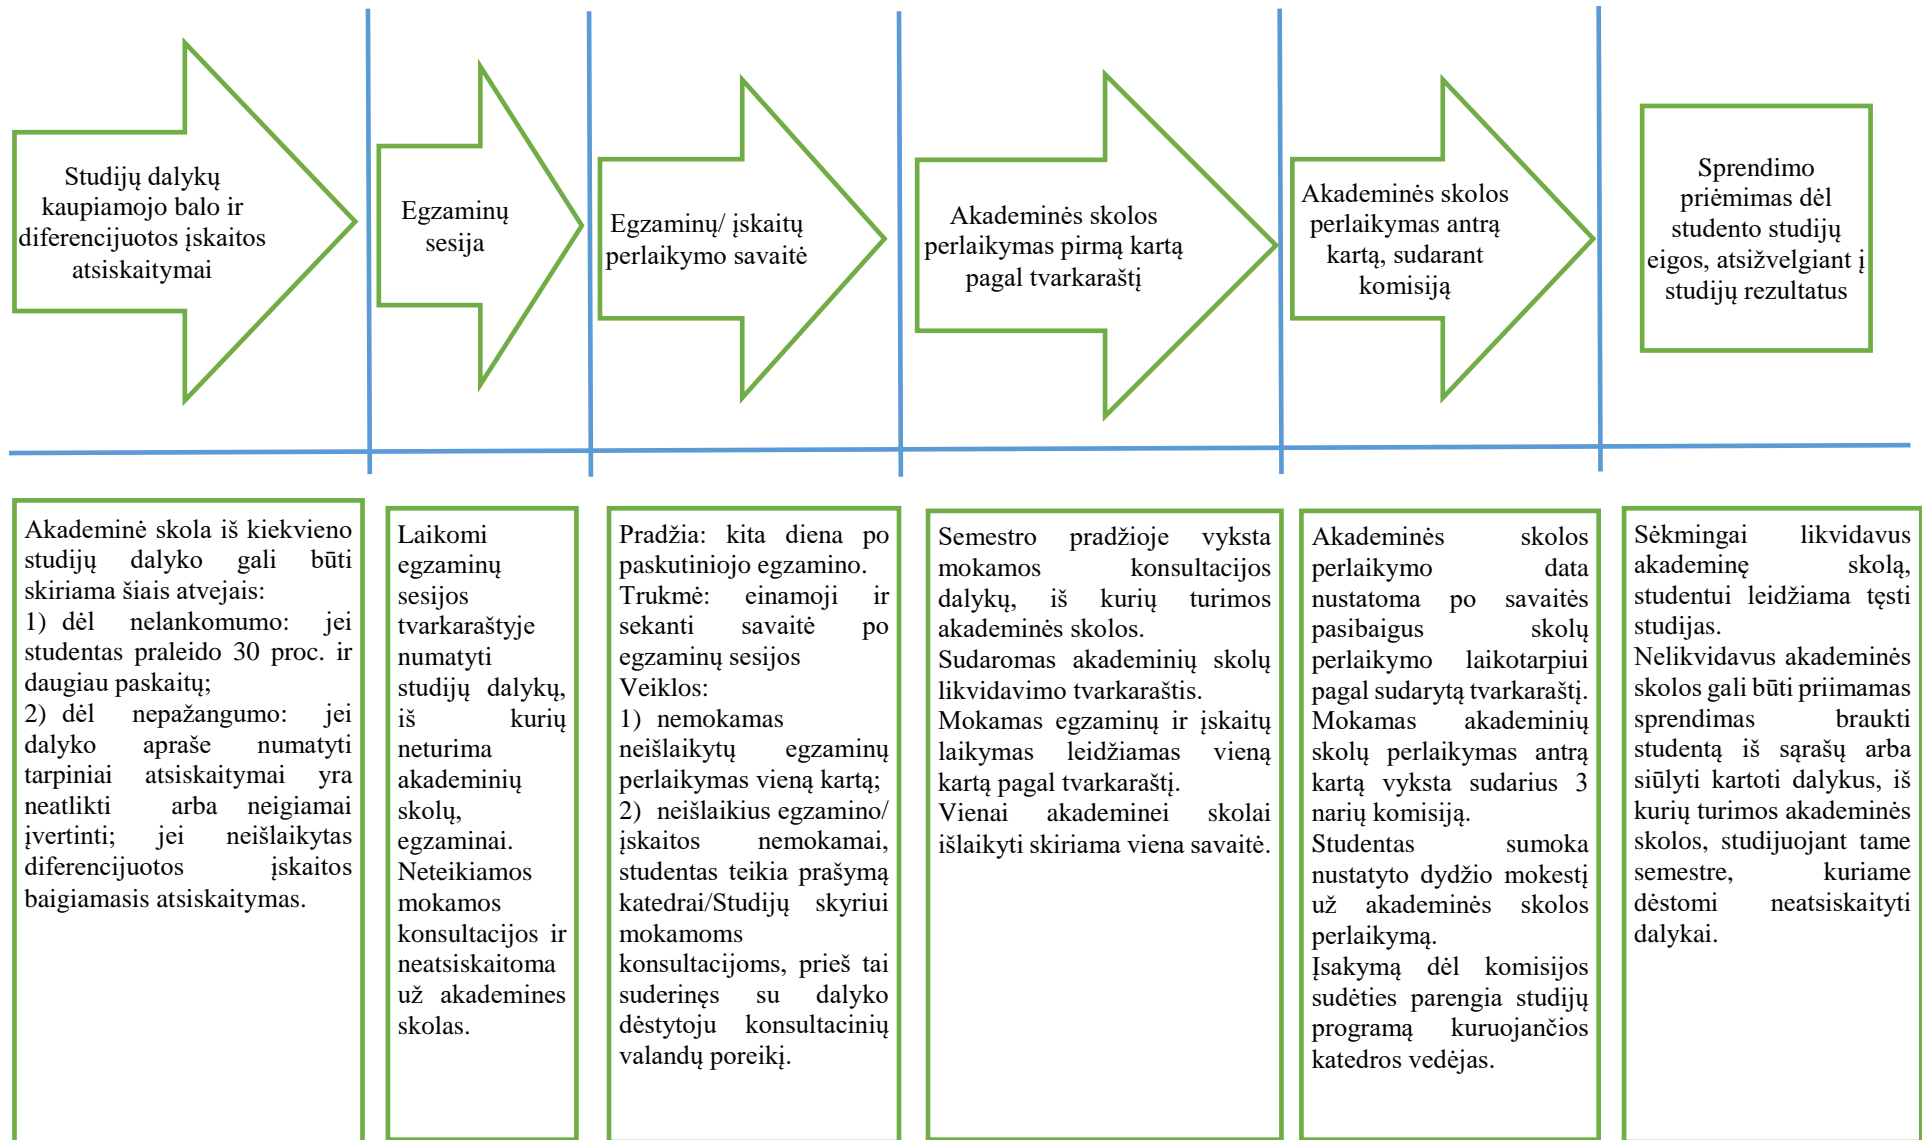 Studijų dalykų
kaupiamojo balo ir
diferencijuotos įskaitos
atsiskaitymai
Egzaminų
sesija
Egzaminų/ įskaitų
perlaikymo savaitė
Akademinės skolos
perlaikymas pirmą kartą
pagal tvarkaraštį
Akademinės skolos
perlaikymas antrą
kartą, sudarant
komisiją
Sprendimo
priėmimas dėl
studento studijų
eigos, atsižvelgiant į
studijų rezultatus
Akademinė skola iš kiekvieno
studijų dalyko gali būti
skiriama šiais atvejais:
1) dėl nelankomumo: jei
studentas praleido 30 proc. ir
daugiau paskaitų;
2) dėl nepažangumo: jei
dalyko apraše numatyti
tarpiniai atsiskaitymai yra
neatlikti arba neigiamai
įvertinti; jei neišlaikytas
diferencijuotos įskaitos
baigiamasis atsiskaitymas.
Laikomi
egzaminų
sesijos
tvarkaraštyje
numatyti
studijų dalykų,
iš kurių
neturima
akademinių
skolų,
egzaminai.
Neteikiamos
mokamos
konsultacijos ir
neatsiskaitoma
už akademines
skolas.
Pradžia: kita diena po
paskutiniojo egzamino.
Trukmė: einamoji ir
sekanti savaitė po
egzaminų sesijos
Veiklos:
1) nemokamas
neišlaikytų egzaminų
perlaikymas vieną kartą;
2) neišlaikius egzamino/
įskaitos nemokamai,
studentas teikia prašymą
katedrai/Studijų skyriui
mokamoms
konsultacijoms, prieš tai
suderinęs su dalyko
dėstytoju konsultacinių
valandų poreikį.
Semestro pradžioje vyksta
mokamos konsultacijos
dalykų, iš kurių turimos
akademinės skolos.
Sudaromas akademinių skolų
likvidavimo tvarkaraštis.
Mokamas egzaminų ir įskaitų
laikymas leidžiamas vieną
kartą pagal tvarkaraštį.
Vienai akademinei skolai
išlaikyti skiriama viena savaitė.
Akademinės skolos
perlaikymo data
nustatoma po savaitės
pasibaigus skolų
perlaikymo laikotarpiui
pagal sudarytą tvarkaraštį.
Mokamas akademinių
skolų perlaikymas antrą
kartą vyksta sudarius 3
narių komisiją.
Studentas sumoka
nustatyto dydžio mokestį
už akademinės skolos
perlaikymą.
Įsakymą dėl komisijos
sudėties parengia studijų
programą kuruojančios
katedros vedėjas.
Sėkmingai likvidavus
akademinę skolą,
studentui leidžiama tęsti
studijas.
Nelikvidavus akademinės
skolos gali būti priimamas
sprendimas braukti
studentą iš sąrašų arba
siūlyti kartoti dalykus, iš
kurių turimos akademinės
skolos, studijuojant tame
semestre, kuriame
dėstomi neatsiskaityti
dalykai.